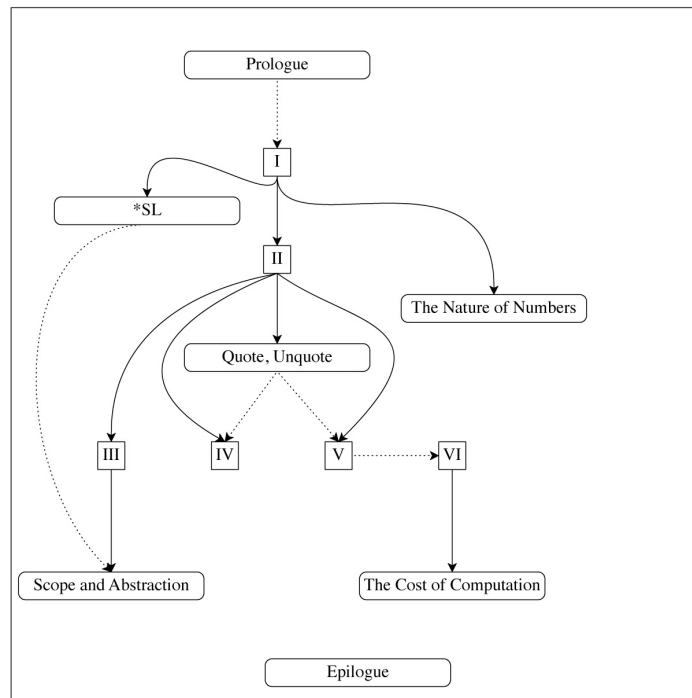 Prologue
I
*SL
II
The Nature of Numbers
Quote, Unquote
III
IV
V
VI
Scope and Abstraction
The Cost of Computation
Epilogue